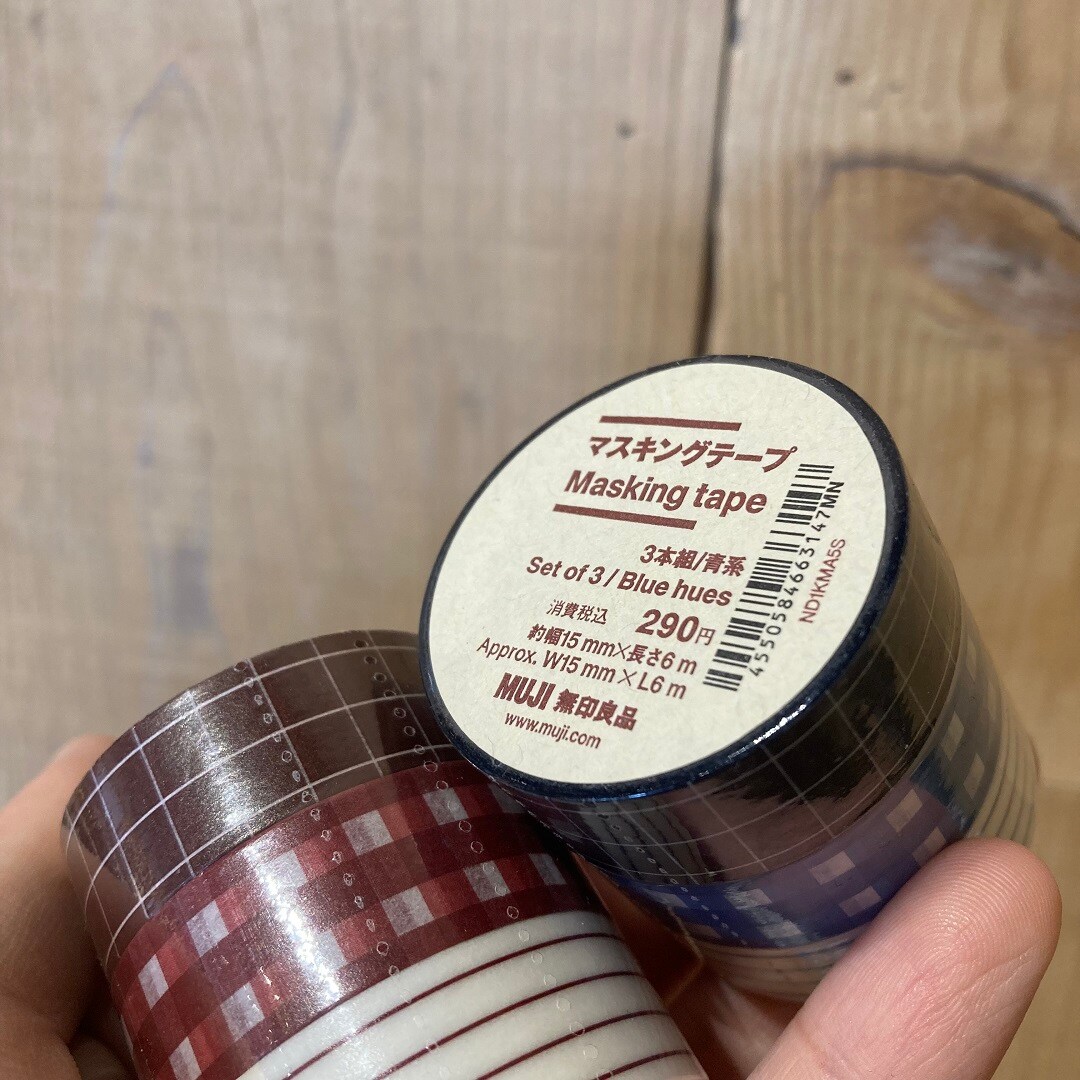 マスキングテープ
Masking tape
3本組/青系
Set of 3 / Blue hues
消費税込 290円
約幅15 mm×長さ6 m
Approx. W15 mm × L6 m
MUJI 無印良品
www.muji.com
4550584663147MN
ND1KMA5S